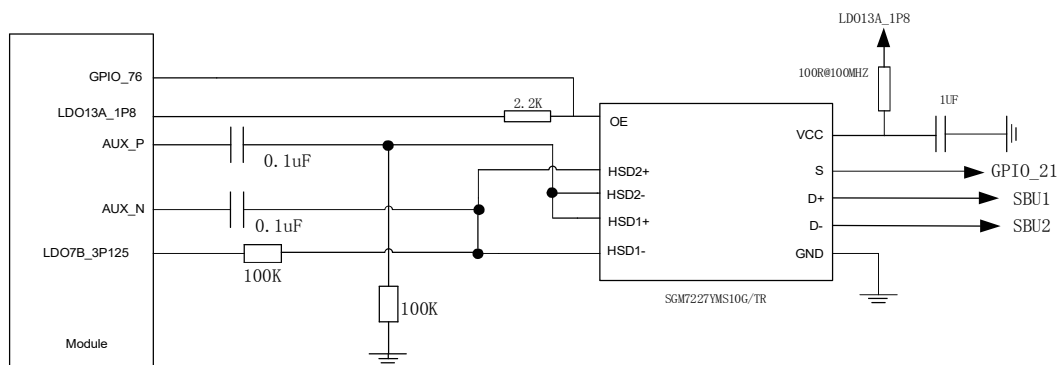 LDO13A_1P8
GPIO_76
100R@100MHZ
2.2K
1UF
LDO13A_1P8
OE
VCC
AUX_P
0.1uF
HSD2+
S
GPIO_21
HSD2-
D+
SBU1
AUX_N
0.1uF
HSD1+
D-
SBU2
LDO7B_3P125
HSD1-
GND
100K
100K
SGM7227YMS10G/TR
Module